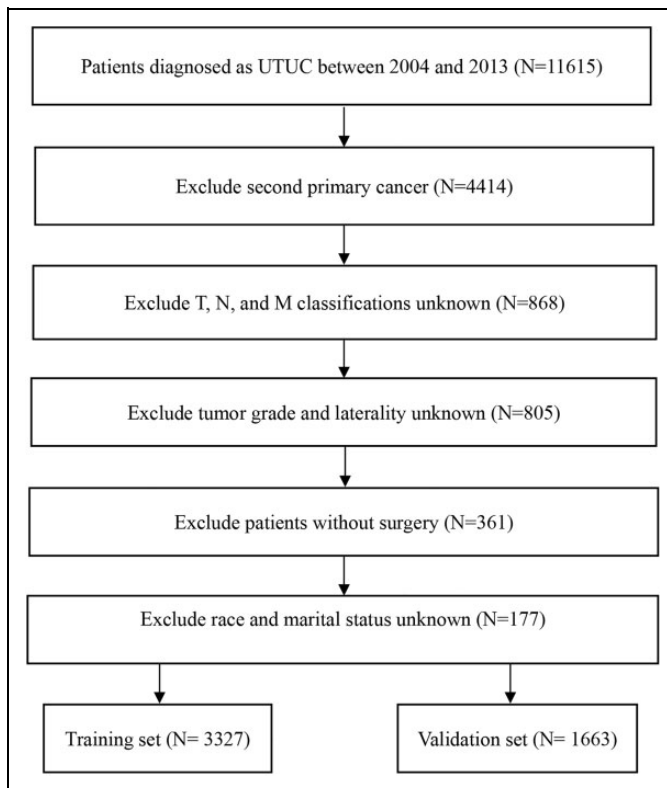 Patients diagnosed as UTUC between 2004 and 2013 (N=11615)
Exclude second primary cancer (N=4414)
Exclude T, N, and M classifications unknown (N=868)
Exclude tumor grade and laterality unknown (N=805)
Exclude patients without surgery (N=361)
Exclude race and marital status unknown (N=177)
Training set (N= 3327)
Validation set (N= 1663)